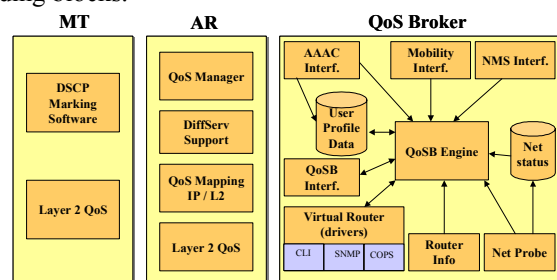 ding blocks.
MT
AR
QoS Broker
DSCP
Marking
Software
Layer 2 QoS
QoS Manager
DiffServ
Support
QoS Mapping
IP / L2
Layer 2 QoS
AAAC
Interf.
Mobility
Interf.
NMS Interf.
User
Profile
Data
QoSB Engine
Net
status
QoSB
Interf.
Virtual Router
(drivers)
CLI
SNMP
COPS
Router
Info
Net Probe